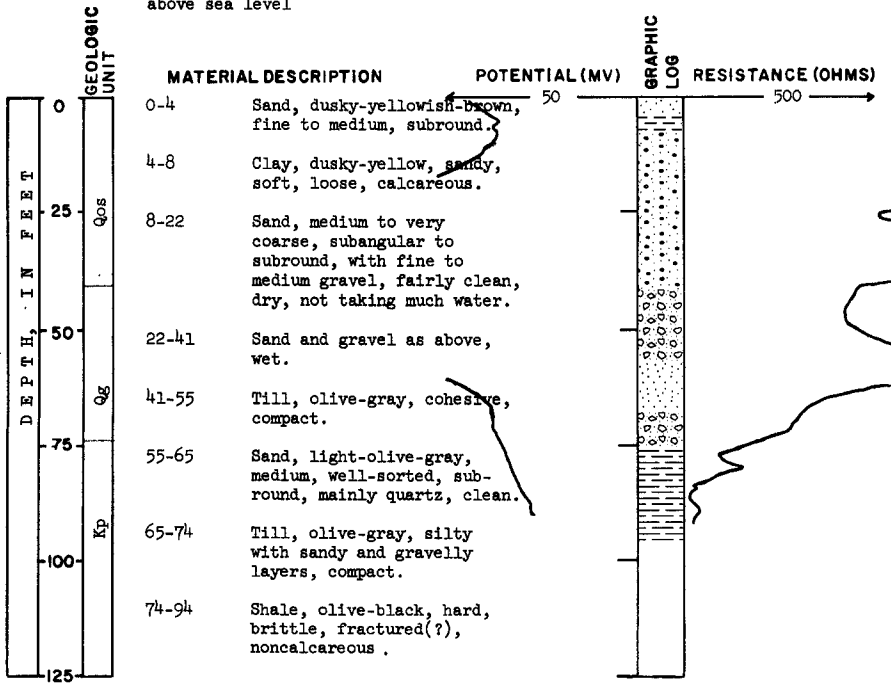 above sea level
GEOLOGIC
UNIT
MATERIAL DESCRIPTION
POTENTIAL (MV)
GRAPHIC
LOG
RESISTANCE (OHMS)
50
500
DEPTH, IN FEET
0
25
50
75
100
125
Qos
Qg
Kp
0-4 Sand, dusky-yellowish-brown,
fine to medium, subround.
4-8 Clay, dusky-yellow, sandy,
soft, loose, calcareous.
8-22 Sand, medium to very
coarse, subangular to
subround, with fine to
medium gravel, fairly clean,
dry, not taking much water.
22-41 Sand and gravel as above,
wet.
41-55 Till, olive-gray, cohesive,
compact.
55-65 Sand, light-olive-gray,
medium, well-sorted, sub-
round, mainly quartz, clean.
65-74 Till, olive-gray, silty
with sandy and gravelly
layers, compact.
74-94 Shale, olive-black, hard,
brittle, fractured(?),
noncalcareous.